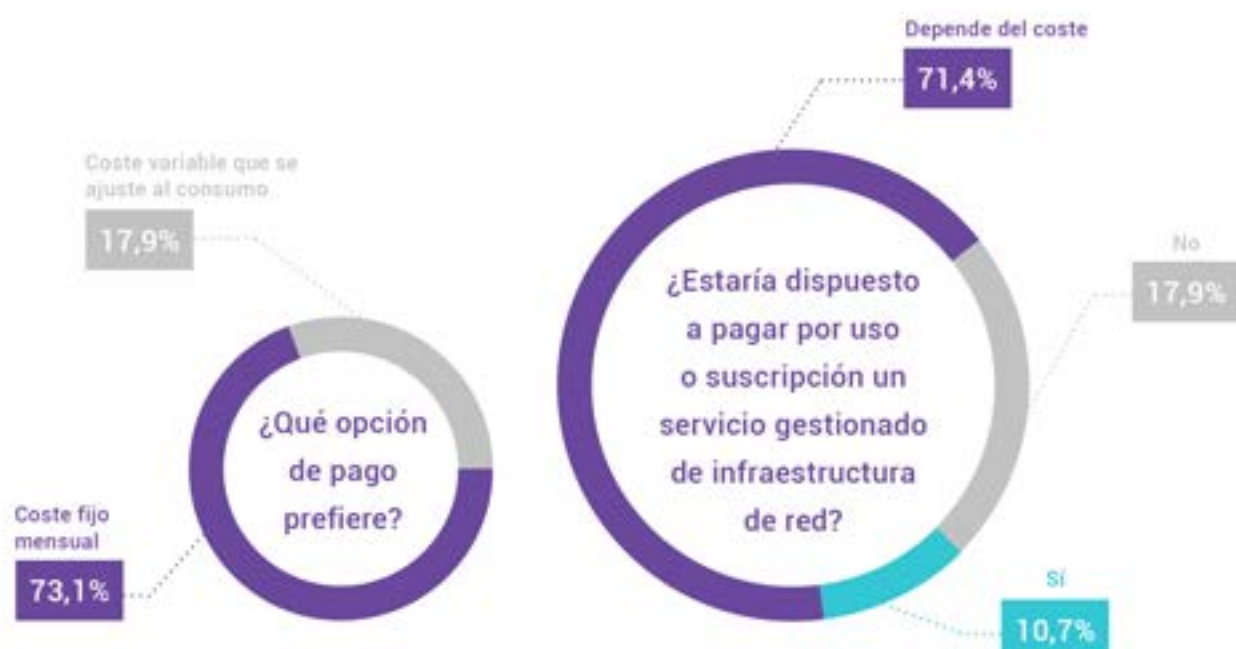 Coste variable que se
ajuste al consumo
17,9%
¿Qué opción
de pago
prefiere?
Coste fijo
mensual
73,1%
Depende del coste
71,4%
¿Estaría dispuesto
a pagar por uso
o suscripción un
servicio gestionado
de infraestructura
de red?
No
17,9%
Sí
10,7%